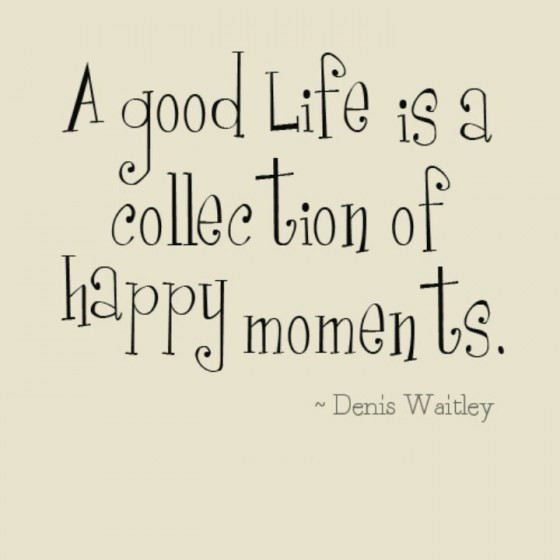 A good Life is a
collection of
happy moments.
~ Denis Waitley